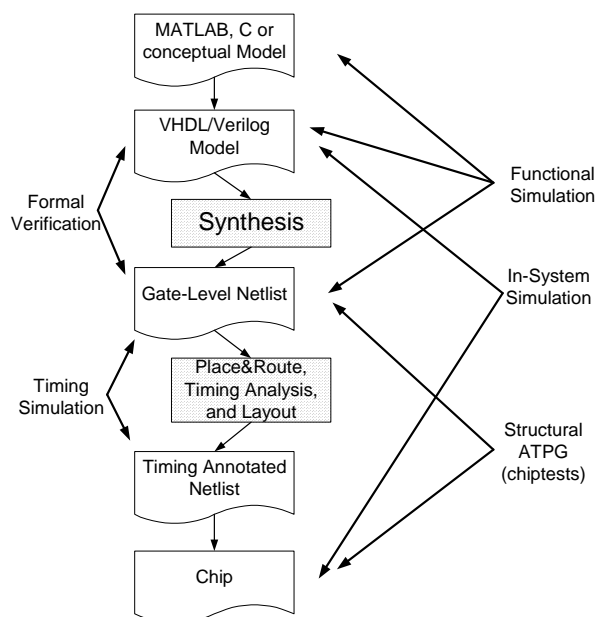 MATLAB, C or
conceptual Model
VHDL/Verilog
Model
Functional
Simulation
Formal
Verification
Synthesis
In-System
Simulation
Gate-Level Netlist
Place&Route,
Timing Analysis,
and Layout
Timing
Simulation
Structural
ATPG
(chiptests)
Timing Annotated
Netlist
Chip